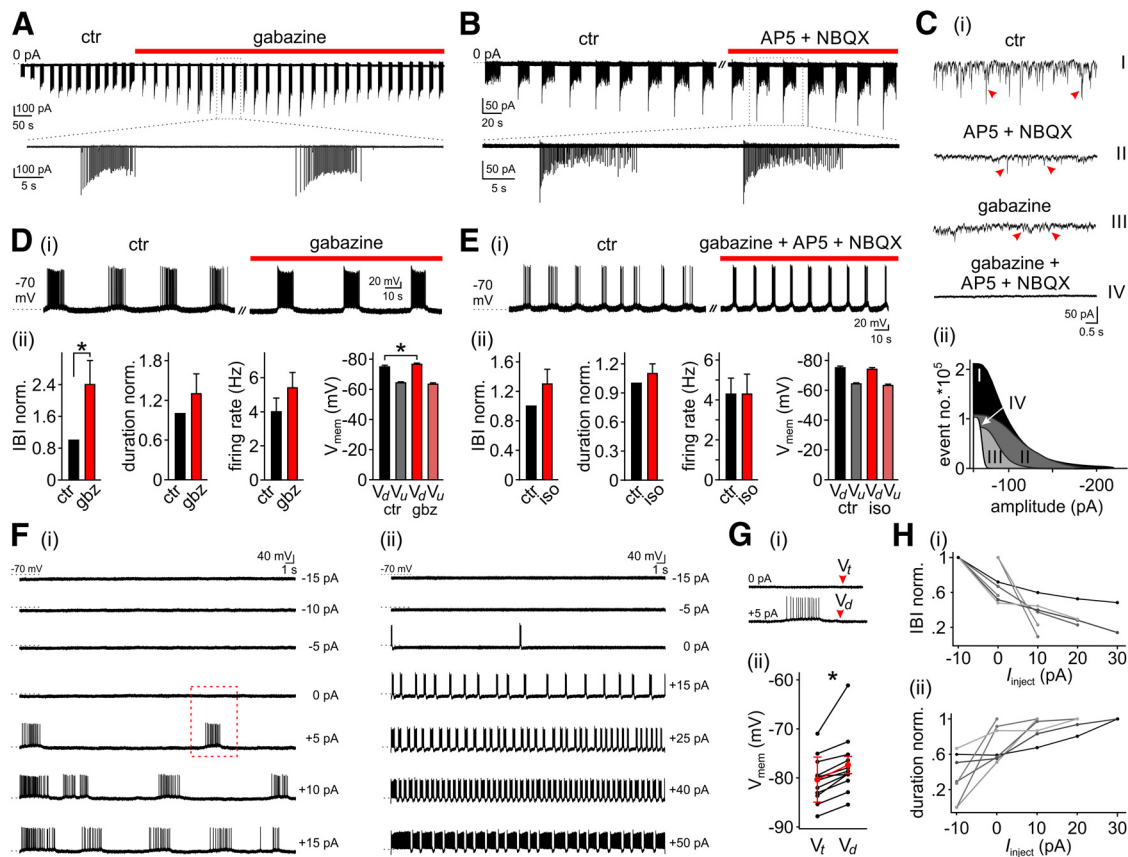 A
ctr
gabazine
0 pA
100 pA
50 s
100 pA
5 s
B
ctr
AP5 + NBQX
0 pA
//
50 pA
20 s
50 pA
5 s
C (i)
ctr
I
AP5 + NBQX
II
gabazine
III
gabazine +
AP5 + NBQX
IV
50 pA
0.5 s
(ii)
event no.*10⁵
2
1
0
I
IV
III
II
-100
-200
amplitude (pA)
D (i)
ctr
gabazine
-70
mV
//
20 mV
10 s
(ii)
*
IBI norm.
2.4
1.6
0.8
0
ctr
gbz
duration norm.
1.8
1.2
0.6
0
ctr
gbz
firing rate (Hz)
6
4
2
0
ctr
gbz
*
Vmem (mV)
-80
-60
-40
-20
0
Vd Vu Vd Vu
ctr gbz
E (i)
ctr
gabazine + AP5 + NBQX
-70
mV
//
20 mV
10 s
(ii)
IBI norm.
1.5
1.0
0.5
0
ctr
iso
duration norm.
1.2
0.8
0.4
0
ctr
iso
firing rate (Hz)
6
4
2
0
ctr
iso
Vmem (mV)
-80
-60
-40
-20
0
Vd Vu Vd Vu
ctr iso
F (i)
40 mV
1 s
-70 mV
-15 pA
-10 pA
-5 pA
0 pA
+5 pA
+10 pA
+15 pA
(ii)
40 mV
1 s
-70 mV
-15 pA
-5 pA
0 pA
+15 pA
+25 pA
+40 pA
+50 pA
G (i)
Vt
0 pA
Vd
+5 pA
(ii)
*
Vmem (mV)
-60
-70
-80
-90
Vt Vd
H (i)
IBI norm.
1
.6
.2
-10 0 10 20 30
Iinject (pA)
(ii)
duration norm.
1
.6
.2
-10 0 10 20 30
Iinject (pA)